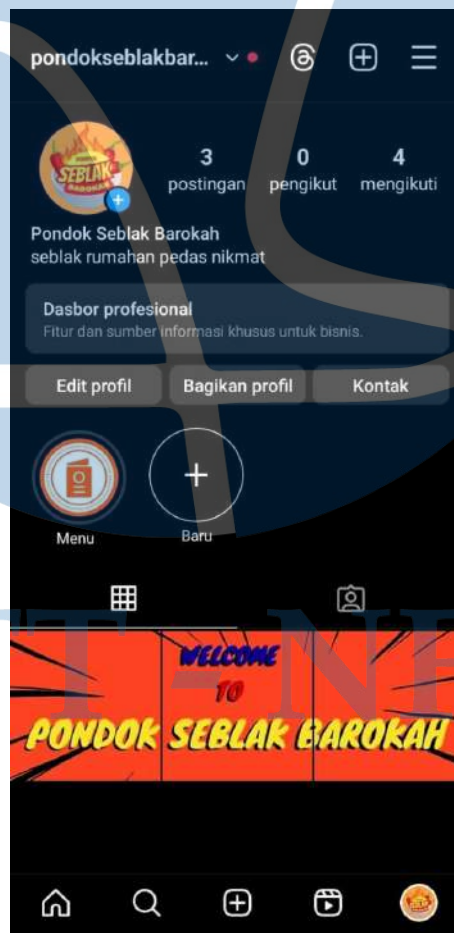 pondokseblakbar...
3 0 4
postingan pengikut mengikuti
SEBLAK
BAROKAH
Pondok Seblak Barokah
seblak rumahan pedas nikmat
Dasbor profesional
Fitur dan sumber informasi khusus untuk bisnis.
Edit profil Bagikan profil Kontak
Menu Baru
WELCOME
TO
PONDOK SEBLAK BAROKAH